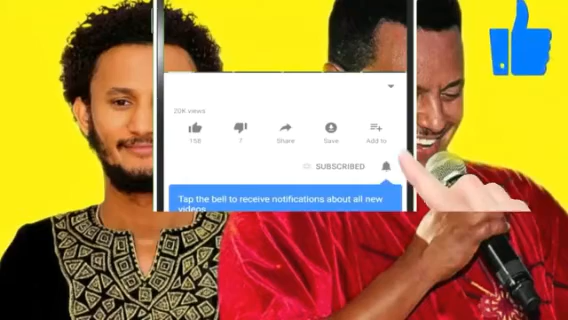 20K views
158
7
Share
Save
Add to
SUBSCRIBED
Tap the bell to receive notifications about all new
videos